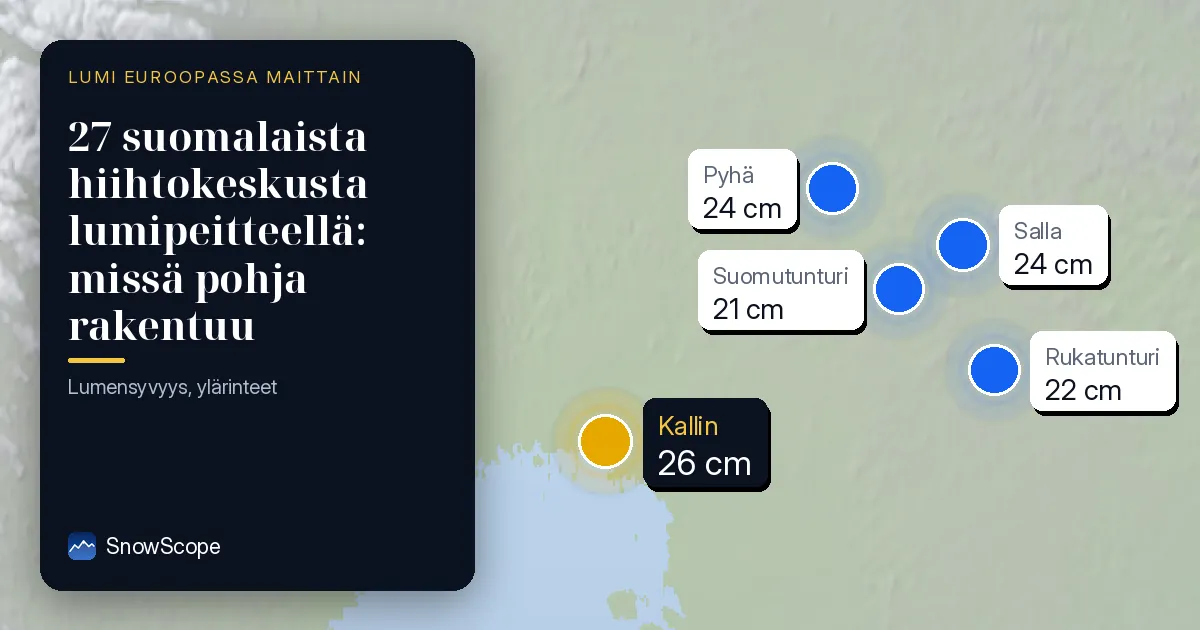 LUMI EUROOPASSA MAITTAIN
27 suomalaista
hiihtokeskusta
lumipeitteellä:
missä pohja
rakentuu
Lumensyvyys, ylärinteet
SnowScope
Pyhä
24 cm
Salla
24 cm
Suomutunturi
21 cm
Rukatunturi
22 cm
Kallin
26 cm